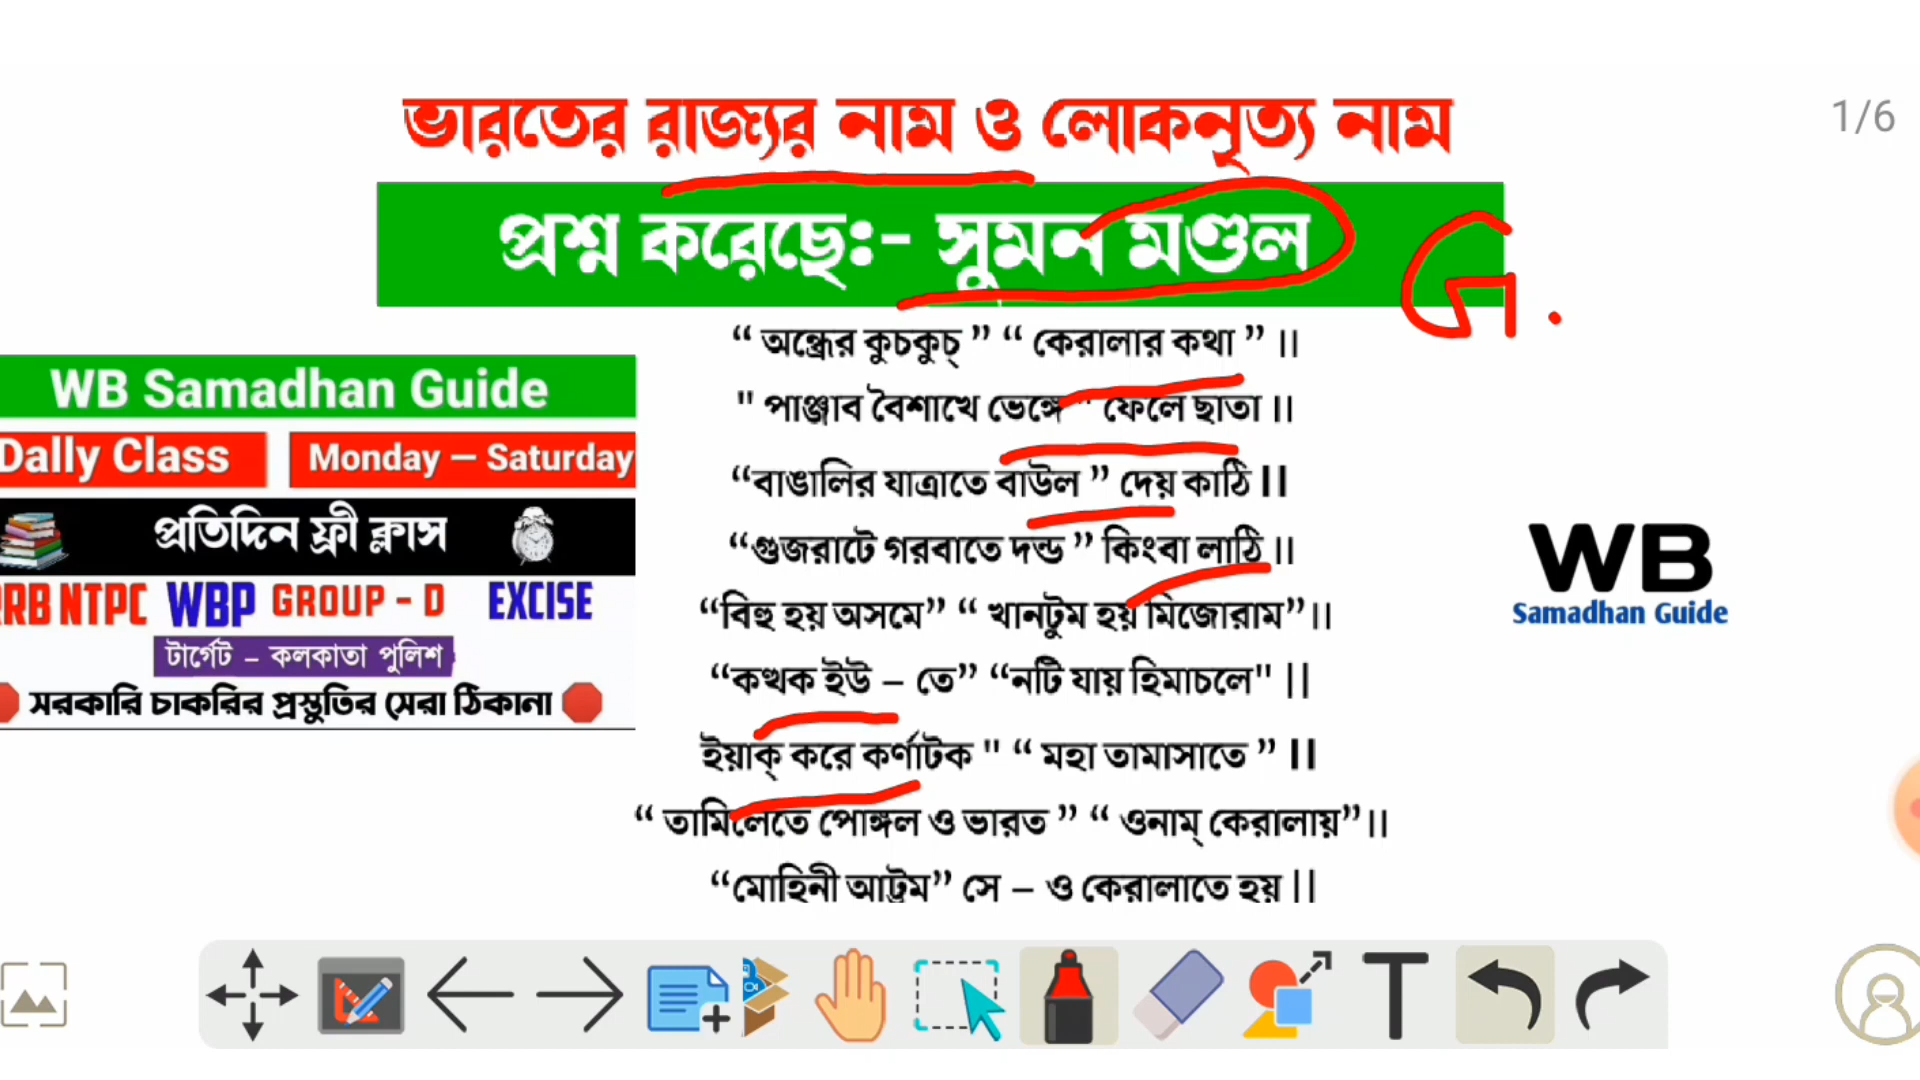 ভারতের রাজ্যর নাম ও লোকনৃত্য নাম
1/6
প্রশ্ন করেছেঃ- সুমন মণ্ডল
G.
“ অন্ধ্রের কুচকুচ্ ” “ কেরালার কথা ” ।।
" পাঞ্জাব বৈশাখে ভেঙ্গে " ফেলে ছাতা ।।
“বাঙালির যাত্রাতে বাউল ” দেয় কাঠি ।।
“গুজরাটে গরবাতে দন্ড ” কিংবা লাঠি ।।
“বিহু হয় অসমে” “ খানটুম হয় মিজোরাম”।।
“কত্থক ইউ – তে” “নটি যায় হিমাচলে" ||
ইয়াক্ করে কর্ণাটক " “ মহা তামাসাতে ” ।।
“ তামিলেতে পোঙ্গল ও ভারত ” “ ওনাম্ কেরালায়”।।
“মোহিনী আট্টম” সে – ও কেরালাতে হয় ||
WB Samadhan Guide
Dally Class
Monday – Saturday
প্রতিদিন ফ্রী ক্লাস
RRB NTPC WBP GROUP - D EXCISE
টার্গেট – কলকাতা পুলিশ
সরকারি চাকরির প্রস্তুতির সেরা ঠিকানা
WB
Samadhan Guide
T